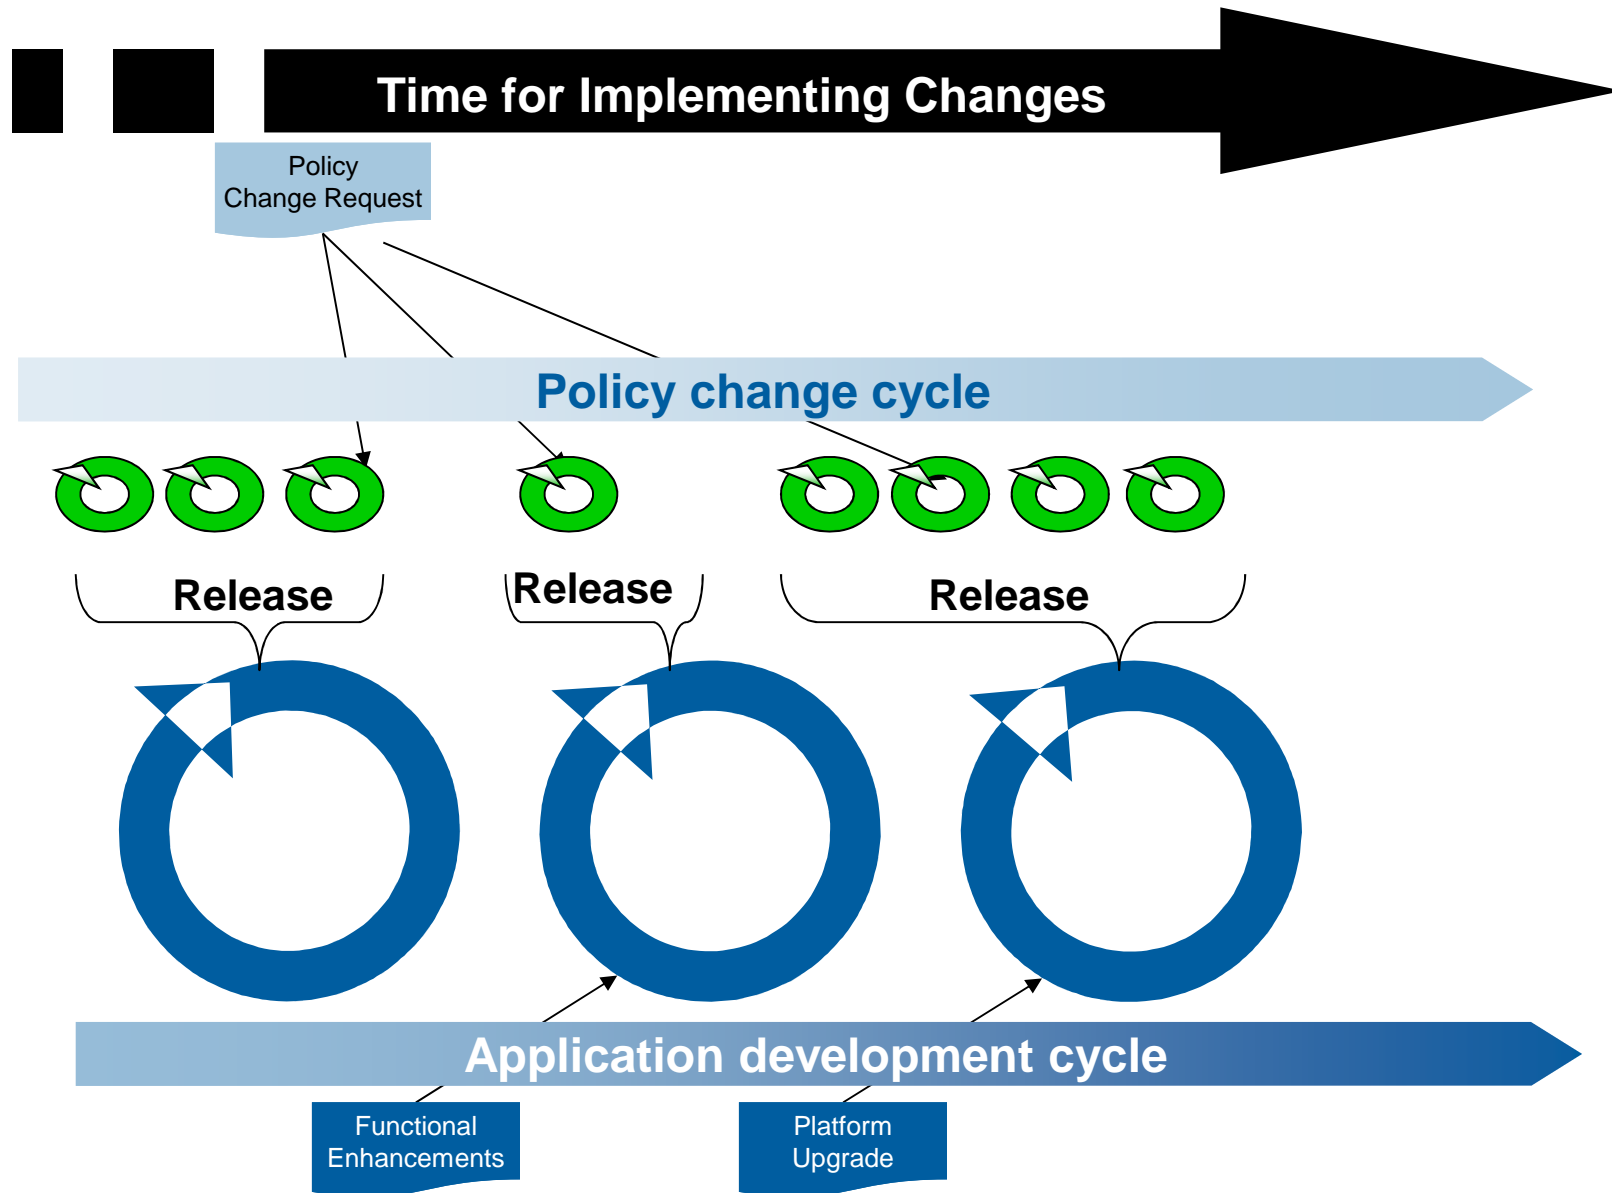 Time for Implementing Changes
Policy
Change Request
Policy change cycle
Release
Release
Release
Application development cycle
Functional
Enhancements
Platform
Upgrade